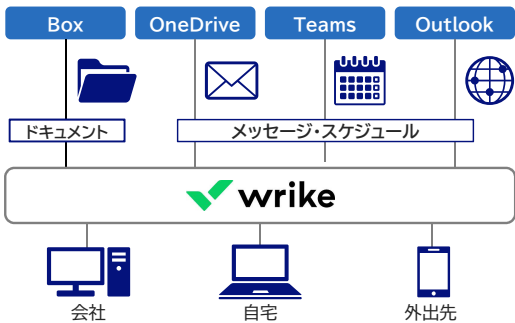 Box
OneDrive
Teams
Outlook
ドキュメント
メッセージ・スケジュール
wrike
会社
自宅
外出先